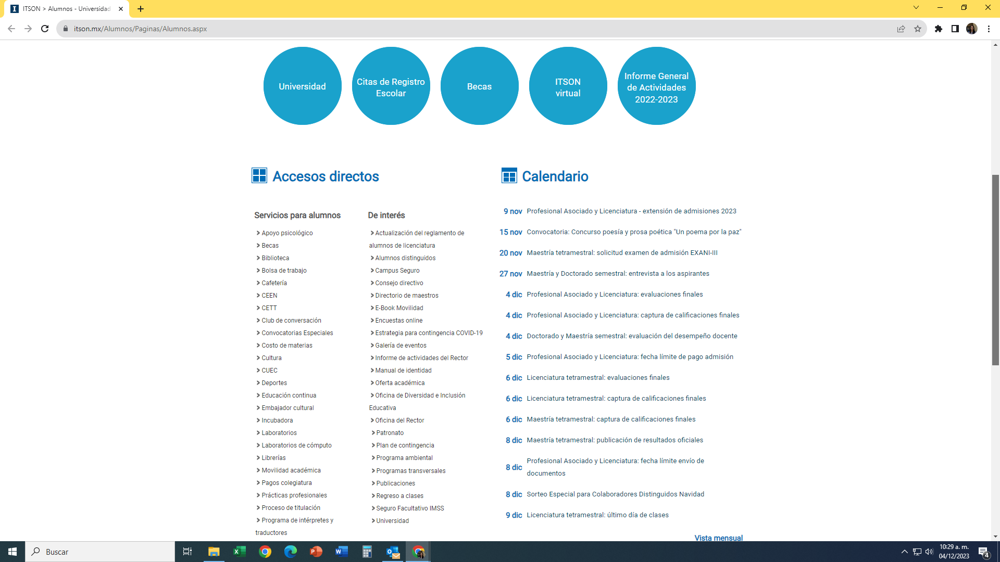 ITSON > Alumnos - Universidad
itson.mx/Alumnos/Paginas/Alumnos.aspx
Universidad
Citas de Registro
Escolar
Becas
ITSON
virtual
Informe General
de Actividades
2022-2023
Accesos directos
Servicios para alumnos
> Apoyo psicológico
> Becas
> Biblioteca
> Bolsa de trabajo
> Cafetería
> CEEN
> CETT
> Club de conversación
> Convocatorias Especiales
> Costo de materias
> Cultura
> CUEC
> Deportes
> Educación continua
> Embajador cultural
> Incubadora
> Laboratorios
> Laboratorios de cómputo
> Librerías
> Movilidad académica
> Pagos colegiatura
> Prácticas profesionales
> Proceso de titulación
> Programa de intérpretes y
traductores
De interés
> Actualización del reglamento de
alumnos de licenciatura
> Alumnos distinguidos
> Campus Seguro
> Consejo directivo
> Directorio de maestros
> E-Book Movilidad
> Encuestas online
> Estrategia para contingencia COVID-19
> Galería de eventos
> Informe de actividades del Rector
> Manual de identidad
> Oferta académica
> Oficina de Diversidad e Inclusión
Educativa
> Oficina del Rector
> Patronato
> Plan de contingencia
> Programa ambiental
> Programas transversales
> Publicaciones
> Regreso a clases
> Seguro Facultativo IMSS
> Universidad
Calendario
9 nov Profesional Asociado y Licenciatura - extensión de admisiones 2023
15 nov Convocatoria: Concurso poesía y prosa poética "Un poema por la paz"
20 nov Maestría tetramestral: solicitud examen de admisión EXANI-III
27 nov Maestría y Doctorado semestral: entrevista a los aspirantes
4 dic Profesional Asociado y Licenciatura: evaluaciones finales
4 dic Profesional Asociado y Licenciatura: captura de calificaciones finales
4 dic Doctorado y Maestría semestral: evaluación del desempeño docente
5 dic Profesional Asociado y Licenciatura: fecha límite de pago admisión
6 dic Licenciatura tetramestral: evaluaciones finales
6 dic Licenciatura tetramestral: captura de calificaciones finales
6 dic Maestría tetramestral: captura de calificaciones finales
8 dic Maestría tetramestral: publicación de resultados oficiales
8 dic Profesional Asociado y Licenciatura: fecha límite envío de
documentos
8 dic Sorteo Especial para Colaboradores Distinguidos Navidad
9 dic Licenciatura tetramestral: último día de clases
Vista mensual
Buscar
10:29 a. m.
04/12/2023
4